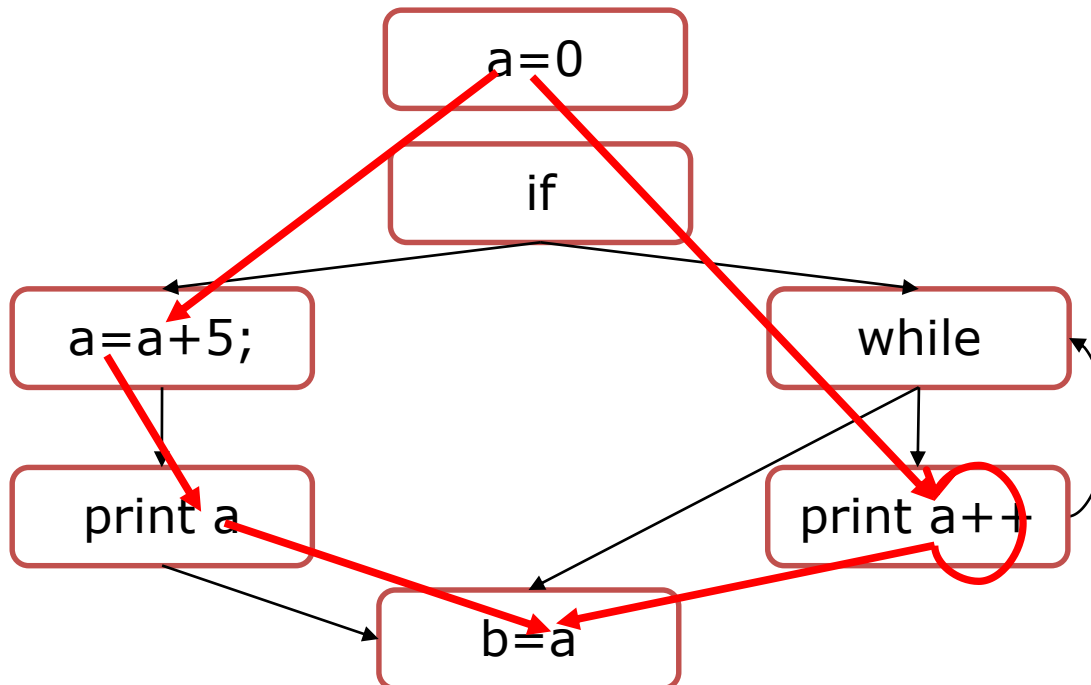 a=0
if
a=a+5;
while
print a
print a++
b=a